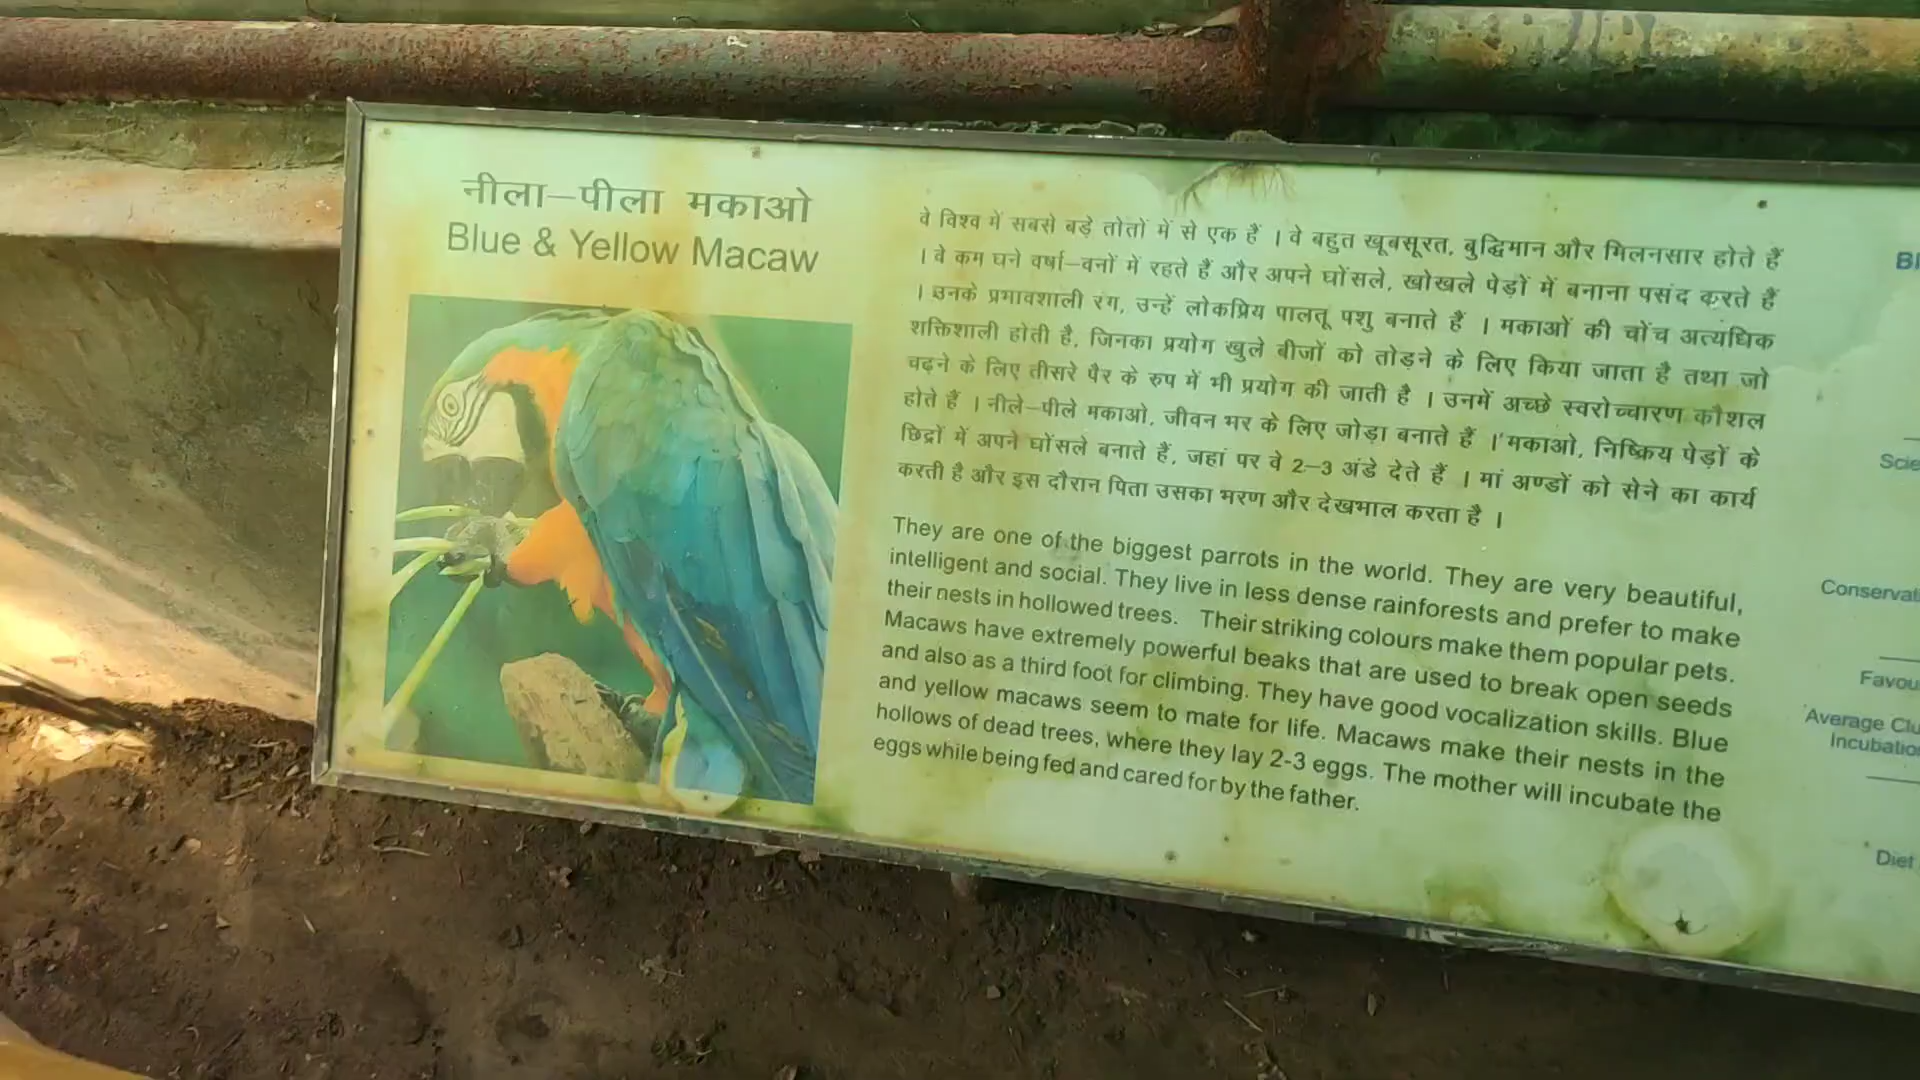 नीला–पीला मकाओ
Blue & Yellow Macaw
वे विश्व में सबसे बड़े तोतों में से एक हैं । वे बहुत खूबसूरत, बुद्धिमान और मिलनसार होते हैं
। वे कम घने वर्षा–वनों में रहते हैं और अपने घोंसले, खोखले पेड़ों में बनाना पसंद करते हैं
। उनके प्रभावशाली रंग, उन्हें लोकप्रिय पालतू पशु बनाते हैं । मकाओं की चोंच अत्यधिक
शक्तिशाली होती है, जिनका प्रयोग खुले बीजों को तोड़ने के लिए किया जाता है तथा जो
चढ़ने के लिए तीसरे पैर के रुप में भी प्रयोग की जाती है । उनमें अच्छे स्वरोच्चारण कौशल
होते हैं । नीले–पीले मकाओ, जीवन भर के लिए जोड़ा बनाते हैं । मकाओ, निष्क्रिय पेड़ों के
छिद्रों में अपने घोंसले बनाते हैं, जहां पर वे 2–3 अंडे देते हैं । मां अण्डों को सेने का कार्य
करती है और इस दौरान पिता उसका भरण और देखभाल करता है ।
They are one of the biggest parrots in the world. They are very beautiful,
intelligent and social. They live in less dense rainforests and prefer to make
their nests in hollowed trees. Their striking colours make them popular pets.
Macaws have extremely powerful beaks that are used to break open seeds
and also as a third foot for climbing. They have good vocalization skills. Blue
and yellow macaws seem to mate for life. Macaws make their nests in the
hollows of dead trees, where they lay 2-3 eggs. The mother will incubate the
eggs while being fed and cared for by the father.
Average
Diet